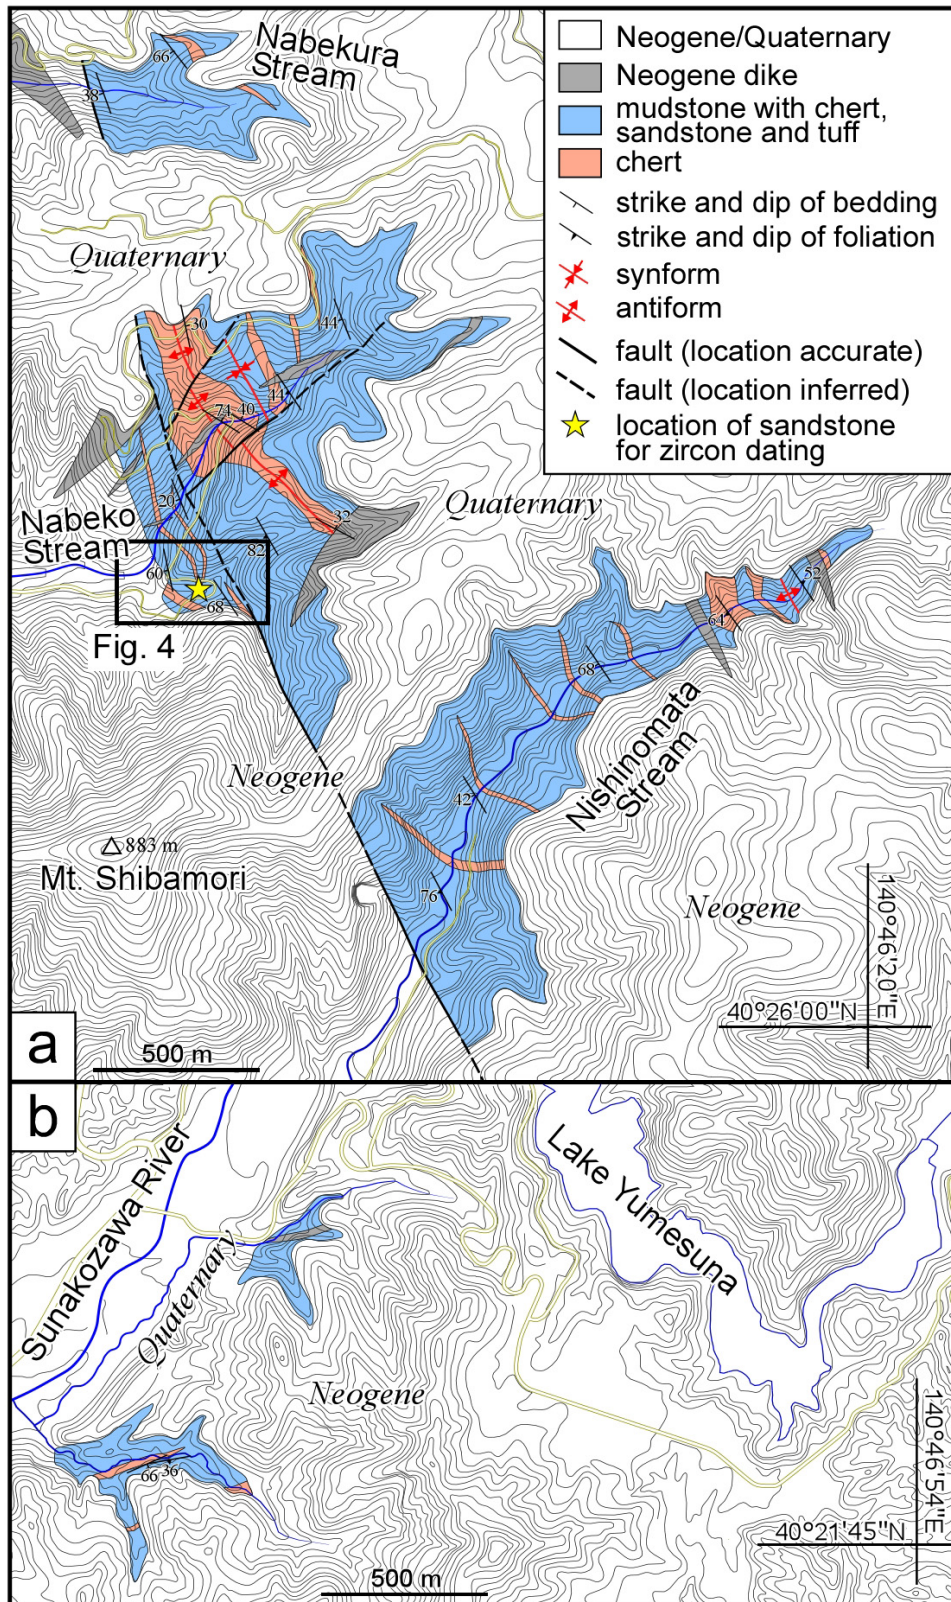 Nabekura
Stream
66
38
Neogene/Quaternary
Neogene dike
mudstone with chert,
sandstone and tuff
chert
strike and dip of bedding
strike and dip of foliation
synform
antiform
fault (location accurate)
fault (location inferred)
location of sandstone
for zircon dating
Quaternary
30
44
44
74
40
20
Nabeko
Stream
Quaternary
32
82
60
68
Fig. 4
52
64
68
Nishinomata
Stream
Neogene
42
883 m
Mt. Shibamori
76
Neogene
140°46'20"E
40°26'00"N
a
500 m
b
Sunakozawa River
Quaternary
Lake Yumesuna
Neogene
66
36
140°46'54"E
40°21'45"N
500 m